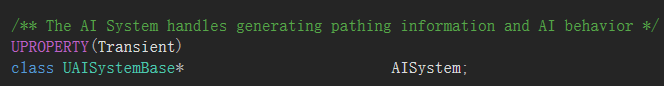 /** The AI System handles generating pathing information and AI behavior */
UPROPERTY(Transient)
class UAISystemBase* AISystem;